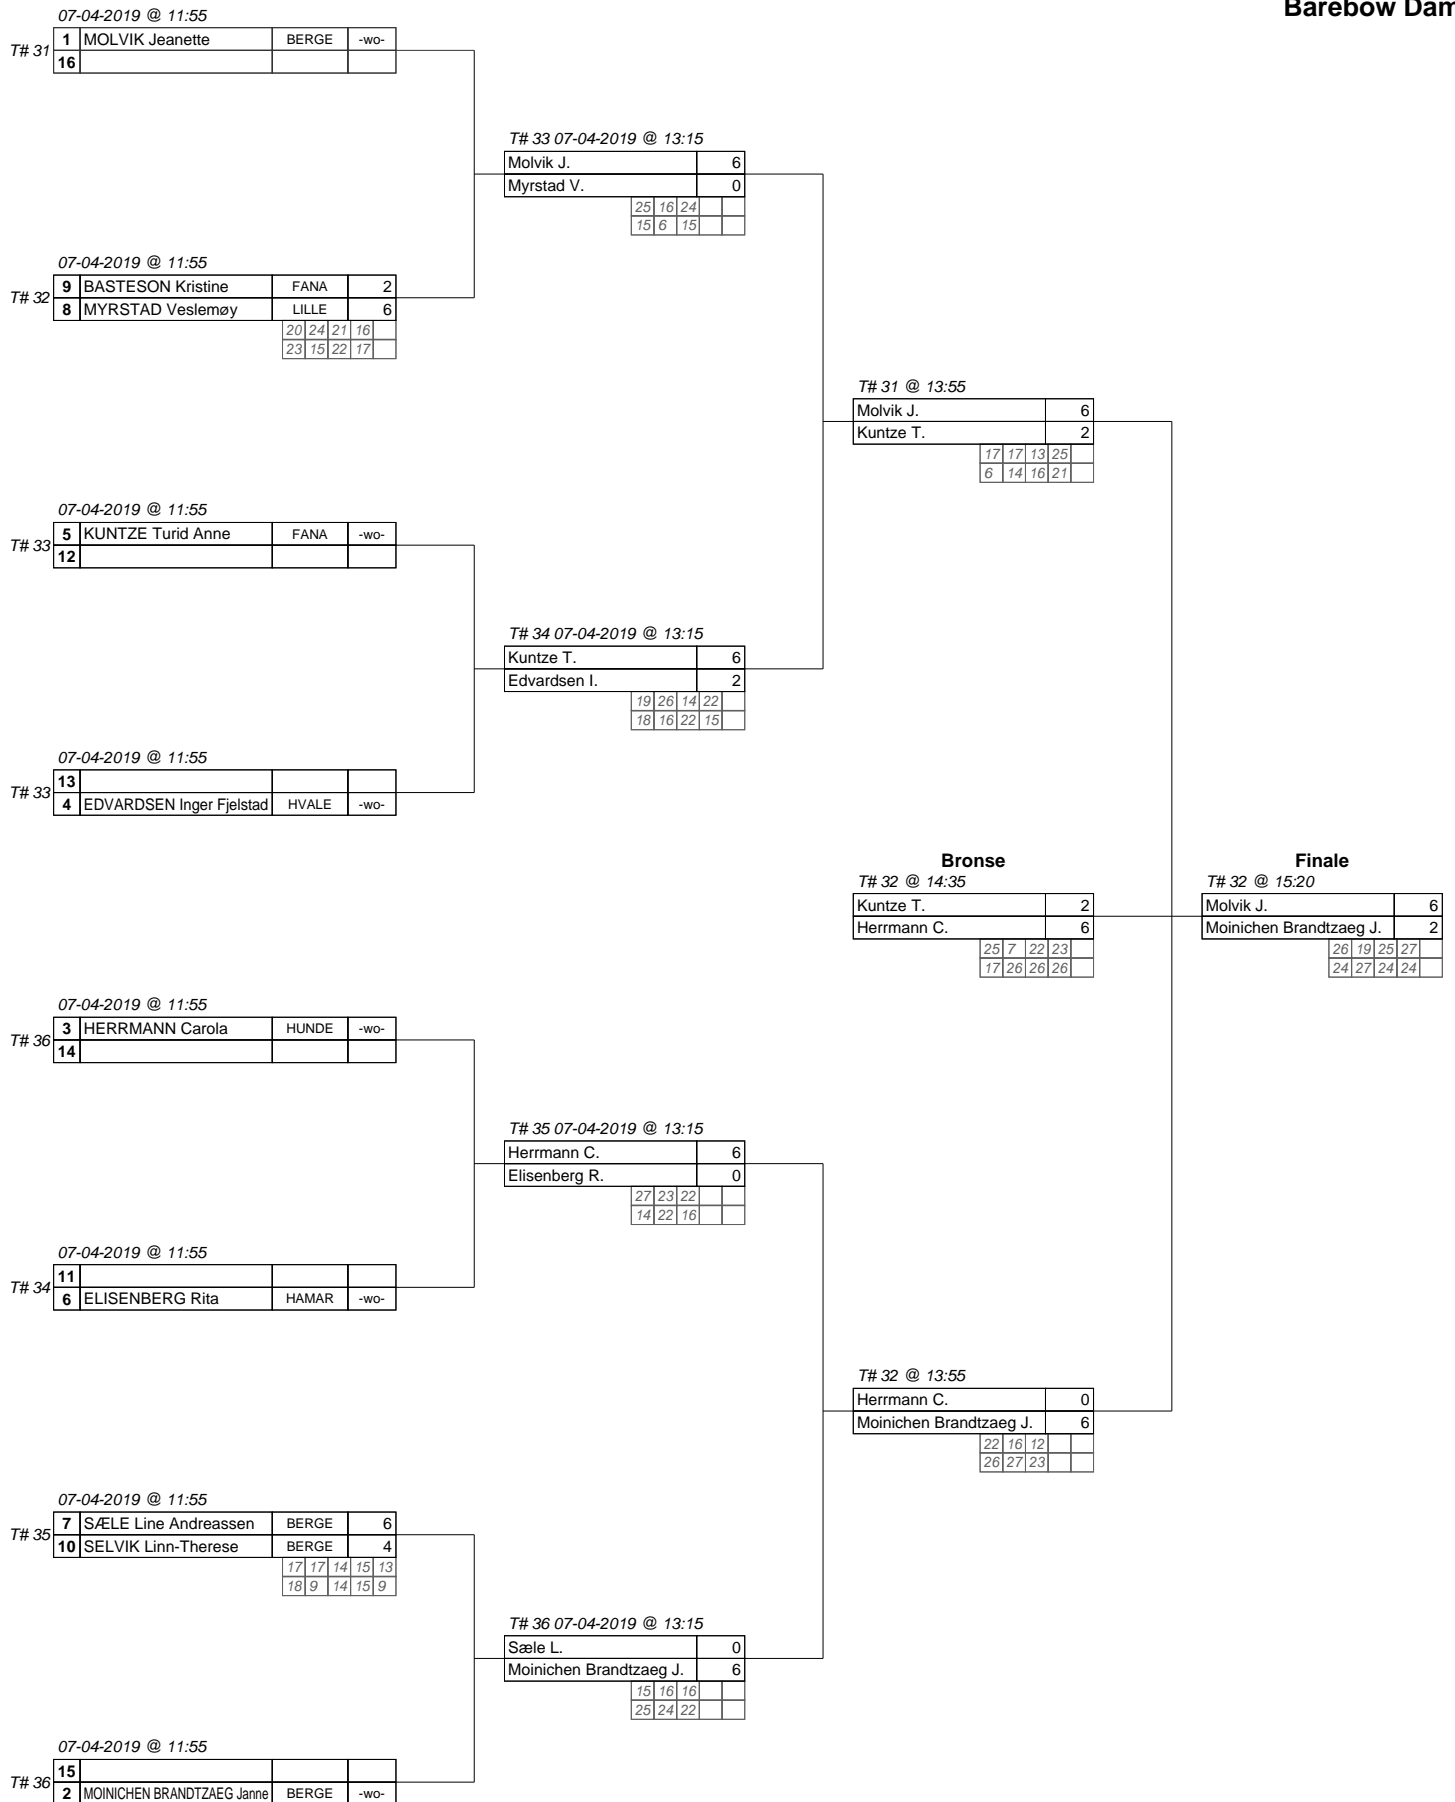 Barebow Dam
07-04-2019 @ 11:55
T# 31
1 MOLVIK Jeanette BERGE -wo-
16
T# 33 07-04-2019 @ 13:15
Molvik J. 6
Myrstad V. 0
25 16 24
15 6 15
07-04-2019 @ 11:55
T# 32
9 BASTESON Kristine FANA 2
8 MYRSTAD Veslemøy LILLE 6
20 24 21 16
23 15 22 17
T# 31 @ 13:55
Molvik J. 6
Kuntze T. 2
17 17 13 25
6 14 16 21
07-04-2019 @ 11:55
T# 33
5 KUNTZE Turid Anne FANA -wo-
12
T# 34 07-04-2019 @ 13:15
Kuntze T. 6
Edvardsen I. 2
19 26 14 22
18 16 22 15
07-04-2019 @ 11:55
T# 33
13
4 EDVARDSEN Inger Fjelstad HVALE -wo-
Bronse
T# 32 @ 14:35
Kuntze T. 2
Herrmann C. 6
25 7 22 23
17 26 26 26
Finale
T# 32 @ 15:20
Molvik J. 6
Moinichen Brandtzaeg J. 2
26 19 25 27
24 27 24 24
07-04-2019 @ 11:55
T# 36
3 HERRMANN Carola HUNDE -wo-
14
T# 35 07-04-2019 @ 13:15
Herrmann C. 6
Elisenberg R. 0
27 23 22
14 22 16
07-04-2019 @ 11:55
T# 34
11
6 ELISENBERG Rita HAMAR -wo-
T# 32 @ 13:55
Herrmann C. 0
Moinichen Brandtzaeg J. 6
22 16 12
26 27 23
07-04-2019 @ 11:55
T# 35
7 SÆLE Line Andreassen BERGE 6
10 SELVIK Linn-Therese BERGE 4
17 17 14 15 13
18 9 14 15 9
T# 36 07-04-2019 @ 13:15
Sæle L. 0
Moinichen Brandtzaeg J. 6
15 16 16
25 24 22
07-04-2019 @ 11:55
T# 36
15
2 MOINICHEN BRANDTZAEG Janne BERGE -wo-